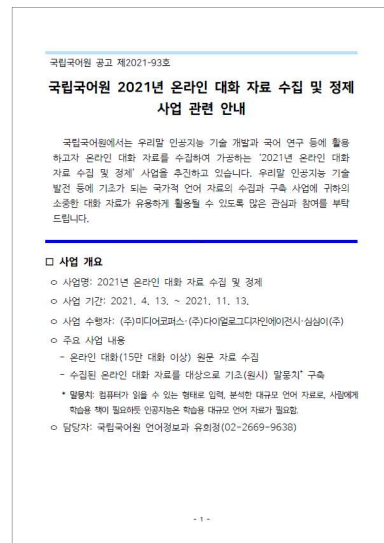 국립국어원 공고 제2021-93호
국립국어원 2021년 온라인 대화 자료 수집 및 정제
사업 관련 안내
국립국어원에서는 우리말 인공지능 기술 개발과 국어 연구 등에 활용
하고자 온라인 대화 자료를 수집하여 가공하는 '2021년 온라인 대화
자료 수집 및 정제' 사업을 추진하고 있습니다. 우리말 인공지능 기술
발전 등에 기초가 되는 국가적 언어 자료의 수집과 구축 사업에 귀하의
소중한 대화 자료가 유용하게 활용될 수 있도록 많은 관심과 참여를 부탁
드립니다.
□ 사업 개요
ㅇ 사업명: 2021년 온라인 대화 자료 수집 및 정제
ㅇ 사업 기간: 2021. 4. 13. ~ 2021. 11. 13.
ㅇ 사업 수행자: (주)미디어코퍼스·(주)다이얼로그디자인에이전시·심심이(주)
ㅇ 주요 사업 내용
- 온라인 대화(15만 대화 이상) 원문 자료 수집
- 수집된 온라인 대화 자료를 대상으로 기초(원시) 말뭉치* 구축
* 말뭉치: 컴퓨터가 읽을 수 있는 형태로 입력, 분석한 대규모 언어 자료로, 사람에게
학습용 책이 필요하듯 인공지능은 학습용 대규모 언어 자료가 필요함.
ㅇ 담당자: 국립국어원 언어정보과 유희정(02-2669-9638)
- 1 -